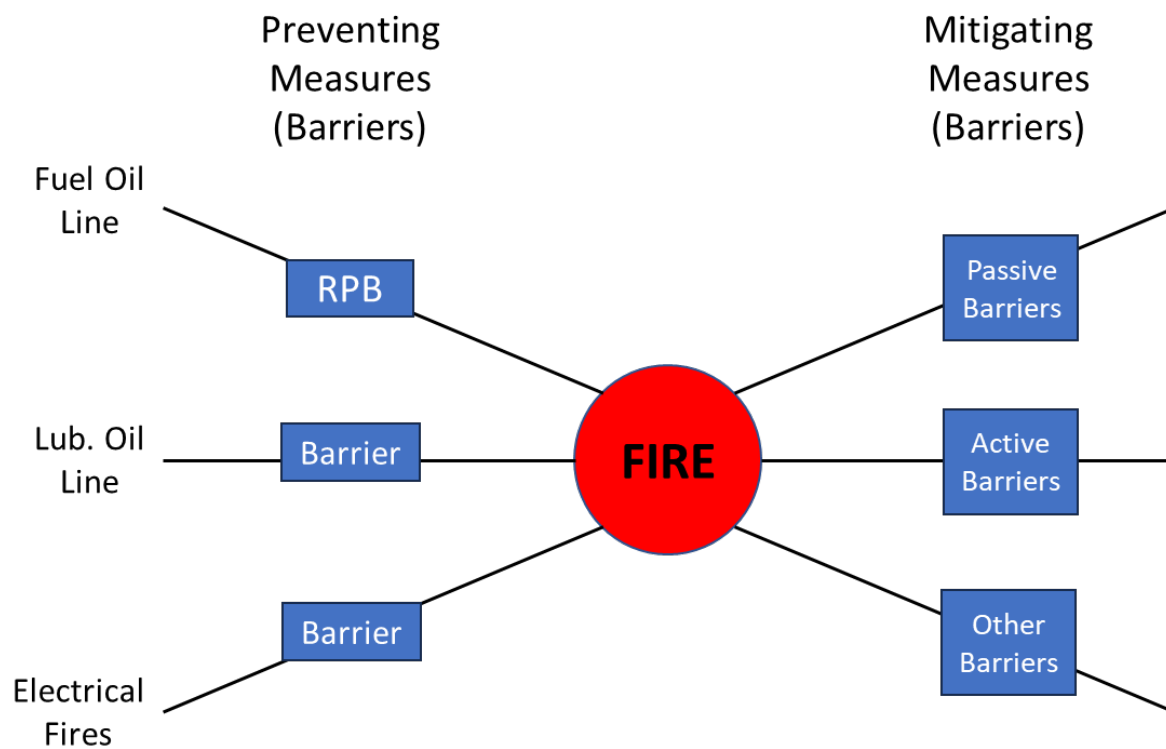 Preventing
Measures
(Barriers)
Mitigating
Measures
(Barriers)
Fuel Oil
Line
RPB
Passive
Barriers
Lub. Oil
Line
Barrier
FIRE
Active
Barriers
Barrier
Other
Barriers
Electrical
Fires